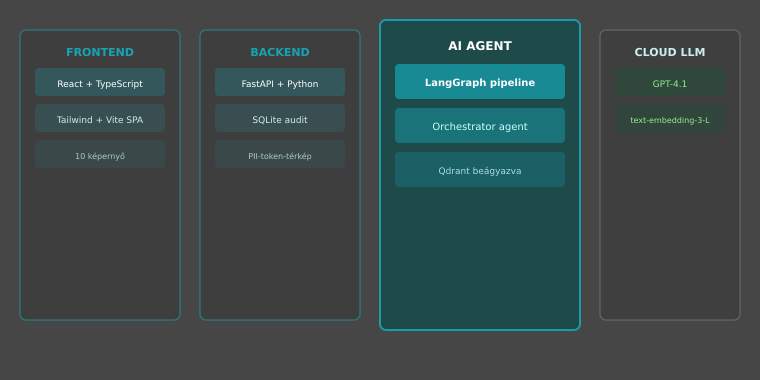 FRONTEND
React + TypeScript
Tailwind + Vite SPA
10 képernyő
BACKEND
FastAPI + Python
SQLite audit
PII-token-térkép
AI AGENT
LangGraph pipeline
Orchestrator agent
Qdrant beágyazva
CLOUD LLM
GPT-4.1
text-embedding-3-L